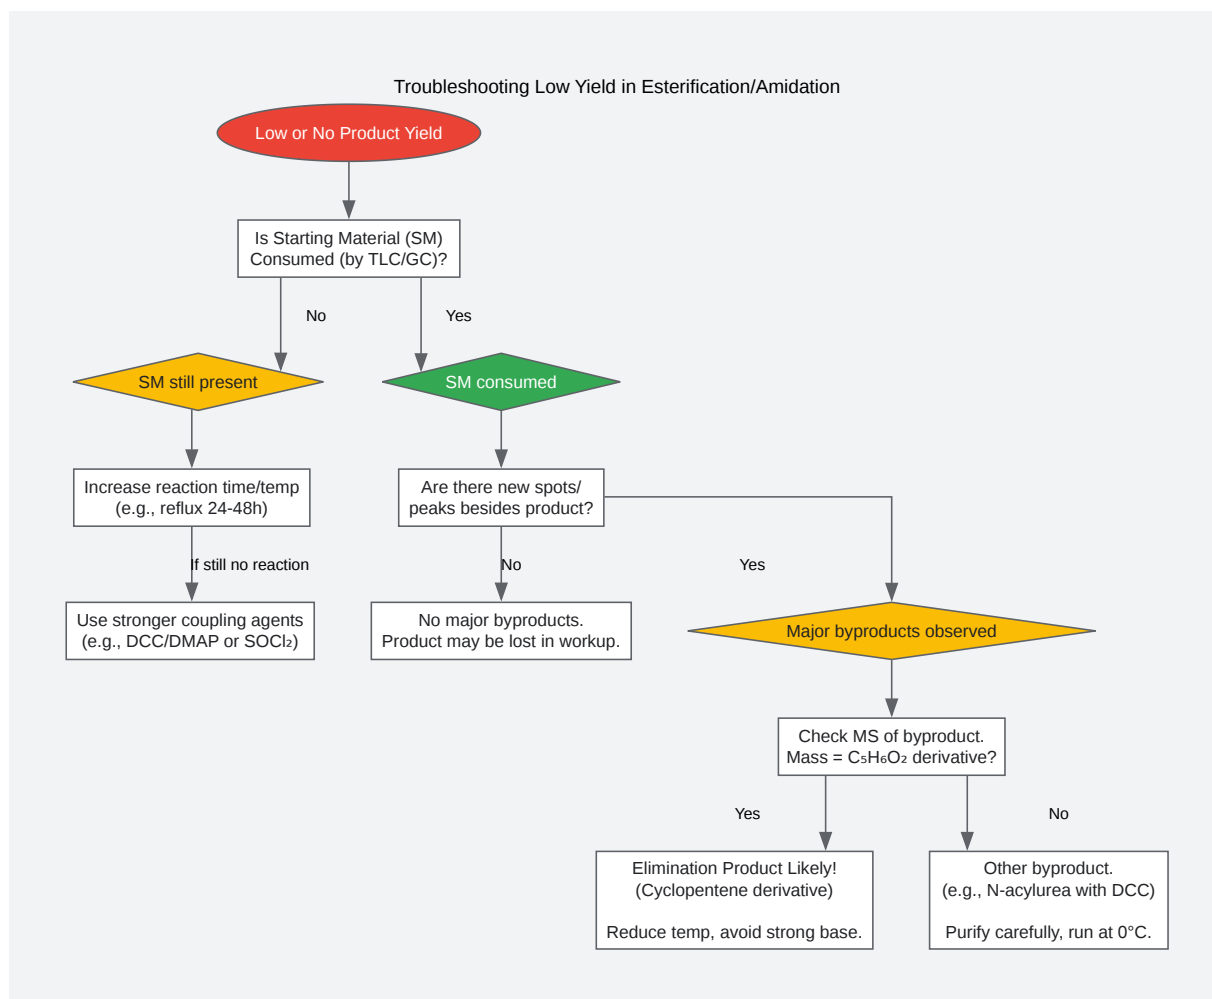 Troubleshooting Low Yield in Esterification/Amidation
Low or No Product Yield
Is Starting Material (SM)
Consumed (by TLC/GC)?
No
Yes
SM still present
SM consumed
Increase reaction time/temp
(e.g., reflux 24-48h)
Are there new spots/
peaks besides product?
If still no reaction
No
Yes
Use stronger coupling agents
(e.g., DCC/DMAP or SOCl₂)
No major byproducts.
Product may be lost in workup.
Major byproducts observed
Check MS of byproduct.
Mass = C₅H₆O₂ derivative?
Yes
No
Elimination Product Likely!
(Cyclopentene derivative)
Reduce temp, avoid strong base.
Other byproduct.
(e.g., N-acylurea with DCC)
Purify carefully, run at 0°C.